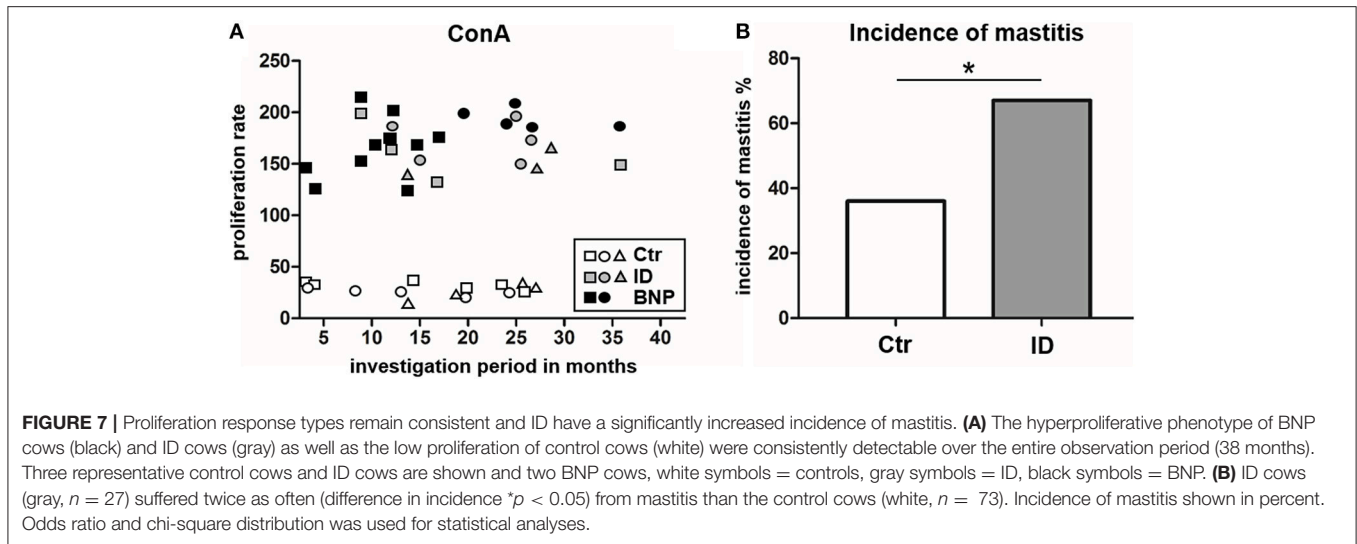 A
ConA
proliferation rate
250
200
150
100
50
0
5 10 15 20 25 30 35 40
investigation period in months
Ctr
ID
BNP
B
Incidence of mastitis
incidence of mastitis %
80
60
40
20
0
*
Ctr ID
FIGURE 7 | Proliferation response types remain consistent and ID have a significantly increased incidence of mastitis. (A) The hyperproliferative phenotype of BNP
cows (black) and ID cows (gray) as well as the low proliferation of control cows (white) were consistently detectable over the entire observation period (38 months).
Three representative control cows and ID cows are shown and two BNP cows, white symbols = controls, gray symbols = ID, black symbols = BNP. (B) ID cows
(gray, n = 27) suffered twice as often (difference in incidence *p < 0.05) from mastitis than the control cows (white, n = 73). Incidence of mastitis shown in percent.
Odds ratio and chi-square distribution was used for statistical analyses.